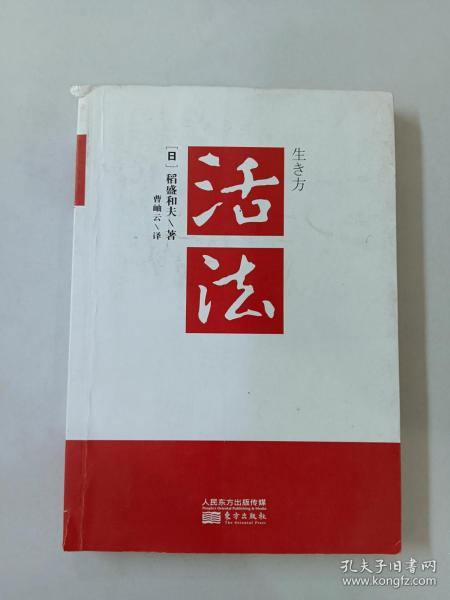 生き方
活法
[日]稻盛和夫\著
曹岫云\译
人民东方出版传媒
People's Oriental Publishing & Media
东方出版社
The Oriental Press
孔夫子旧书网
www.kongfz.com